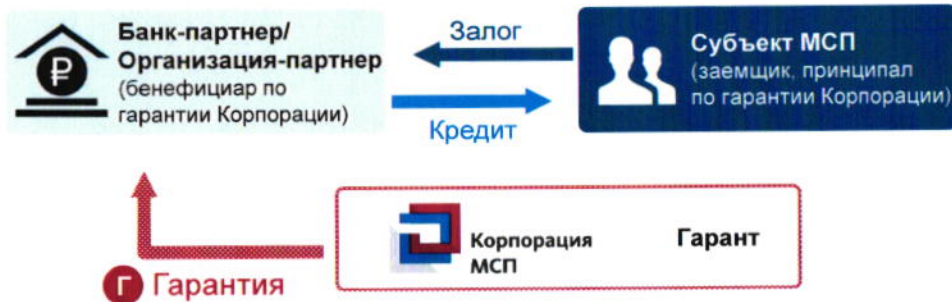 Банк-партнер/
Организация-партнер
(бенефициар по
гарантии Корпорации)
Залог
Кредит
Субъект МСП
(заемщик, принципал
по гарантии Корпорации)
Корпорация
МСП
Гарант
Г Гарантия